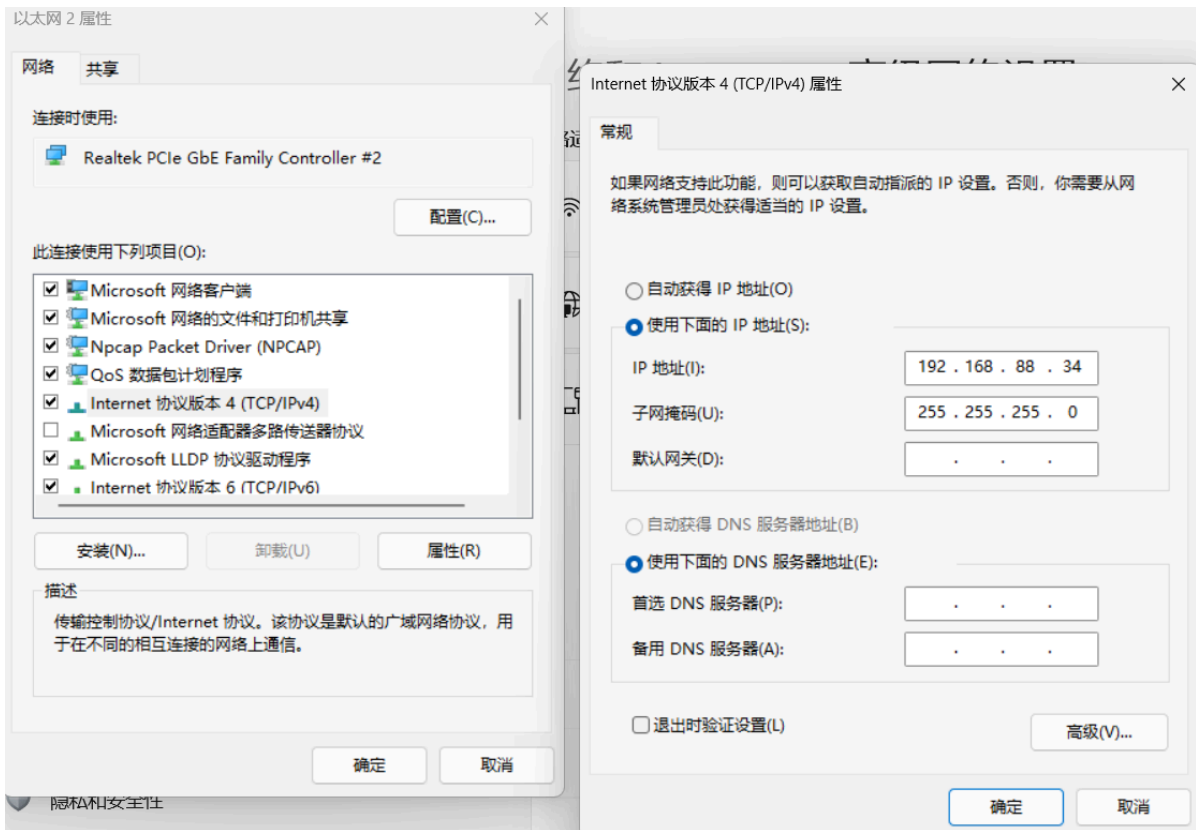 以太网 2 属性
网络
共享
连接时使用:
Realtek PCIe GbE Family Controller #2
配置(C)...
此连接使用下列项目(O):
Microsoft 网络客户端
Microsoft 网络的文件和打印机共享
Npcap Packet Driver (NPCAP)
QoS 数据包计划程序
Internet 协议版本 4 (TCP/IPv4)
Microsoft 网络适配器多路传送器协议
Microsoft LLDP 协议驱动程序
Internet 协议版本 6 (TCP/IPv6)
安装(N)...
卸载(U)
属性(R)
描述
传输控制协议/Internet 协议。该协议是默认的广域网络协议，用
于在不同的相互连接的网络上通信。
确定
取消
隐私和安全性
Internet 协议版本 4 (TCP/IPv4) 属性
常规
如果网络支持此功能，则可以获取自动指派的 IP 设置。否则，你需要从网
络系统管理员处获得适当的 IP 设置。
自动获得 IP 地址(O)
使用下面的 IP 地址(S):
IP 地址(I):
192 . 168 . 88 . 34
子网掩码(U):
255 . 255 . 255 . 0
默认网关(D):
. . .
自动获得 DNS 服务器地址(B)
使用下面的 DNS 服务器地址(E):
首选 DNS 服务器(P):
. . .
备用 DNS 服务器(A):
. . .
退出时验证设置(L)
高级(V)...
确定
取消